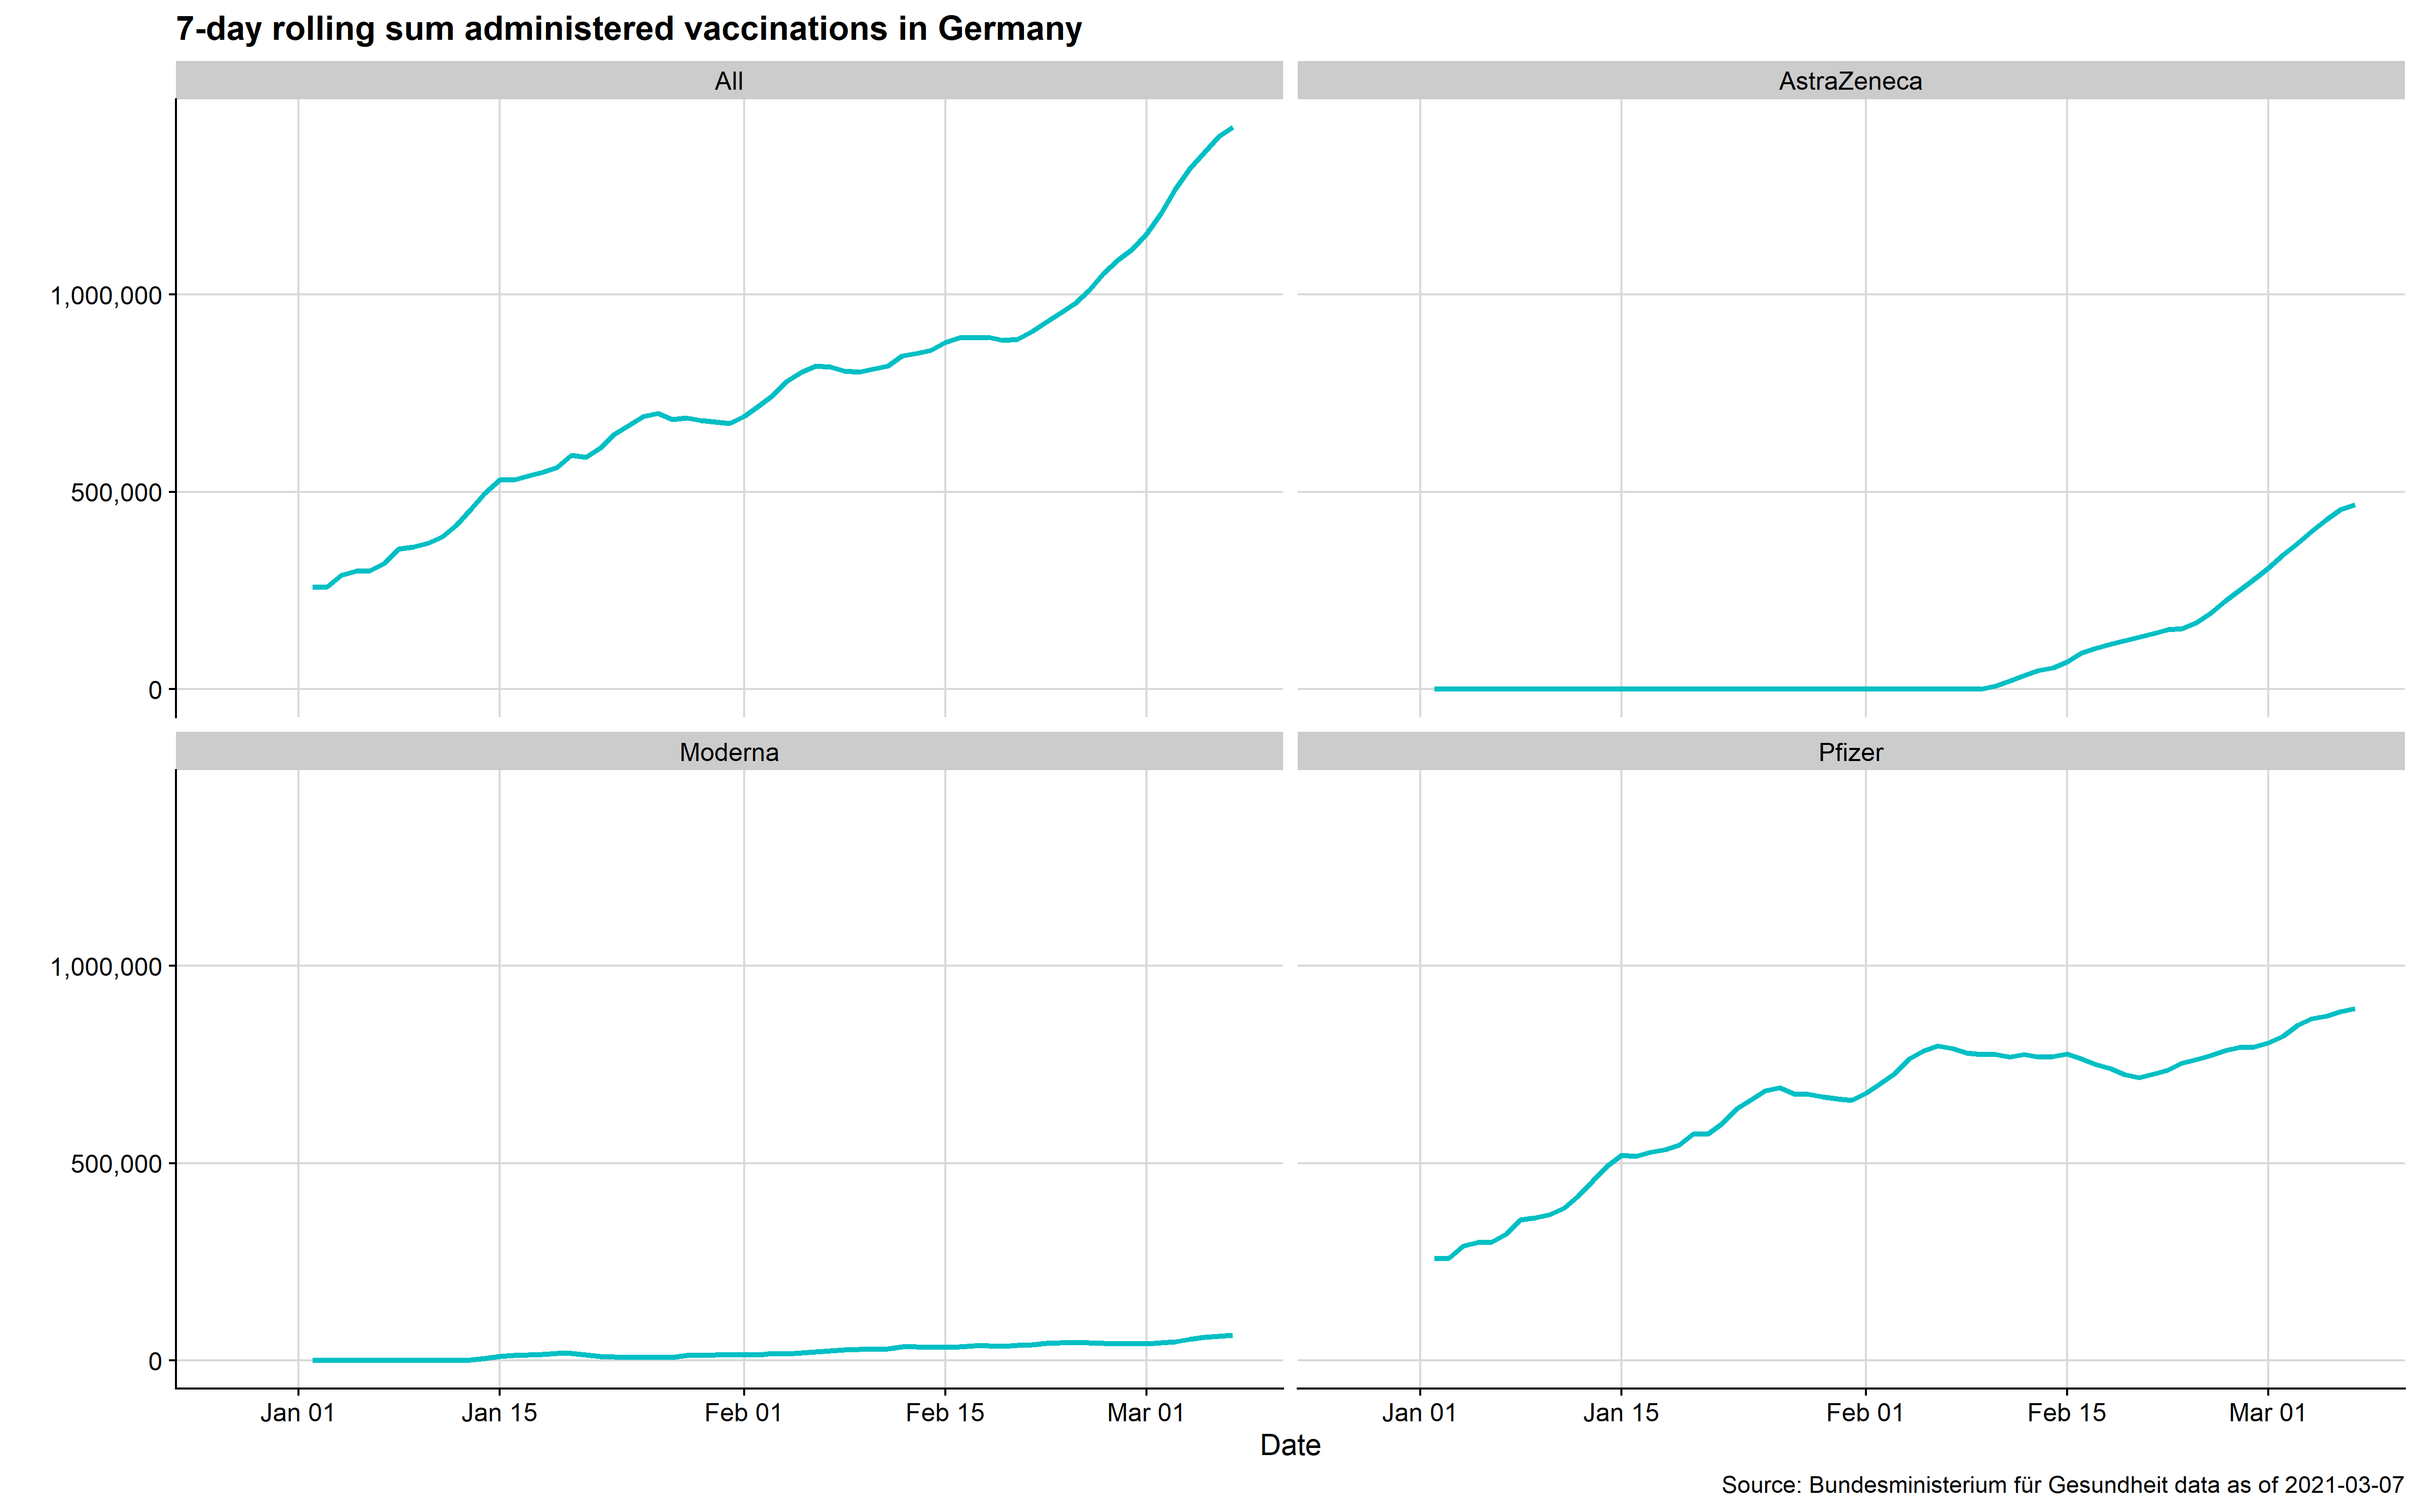 7-day rolling sum administered vaccinations in Germany
All
AstraZeneca
1,000,000
500,000
0
Moderna
Pfizer
1,000,000
500,000
0
Jan 01
Jan 15
Feb 01
Feb 15
Mar 01
Jan 01
Jan 15
Feb 01
Feb 15
Mar 01
Date
Source: Bundesministerium für Gesundheit data as of 2021-03-07